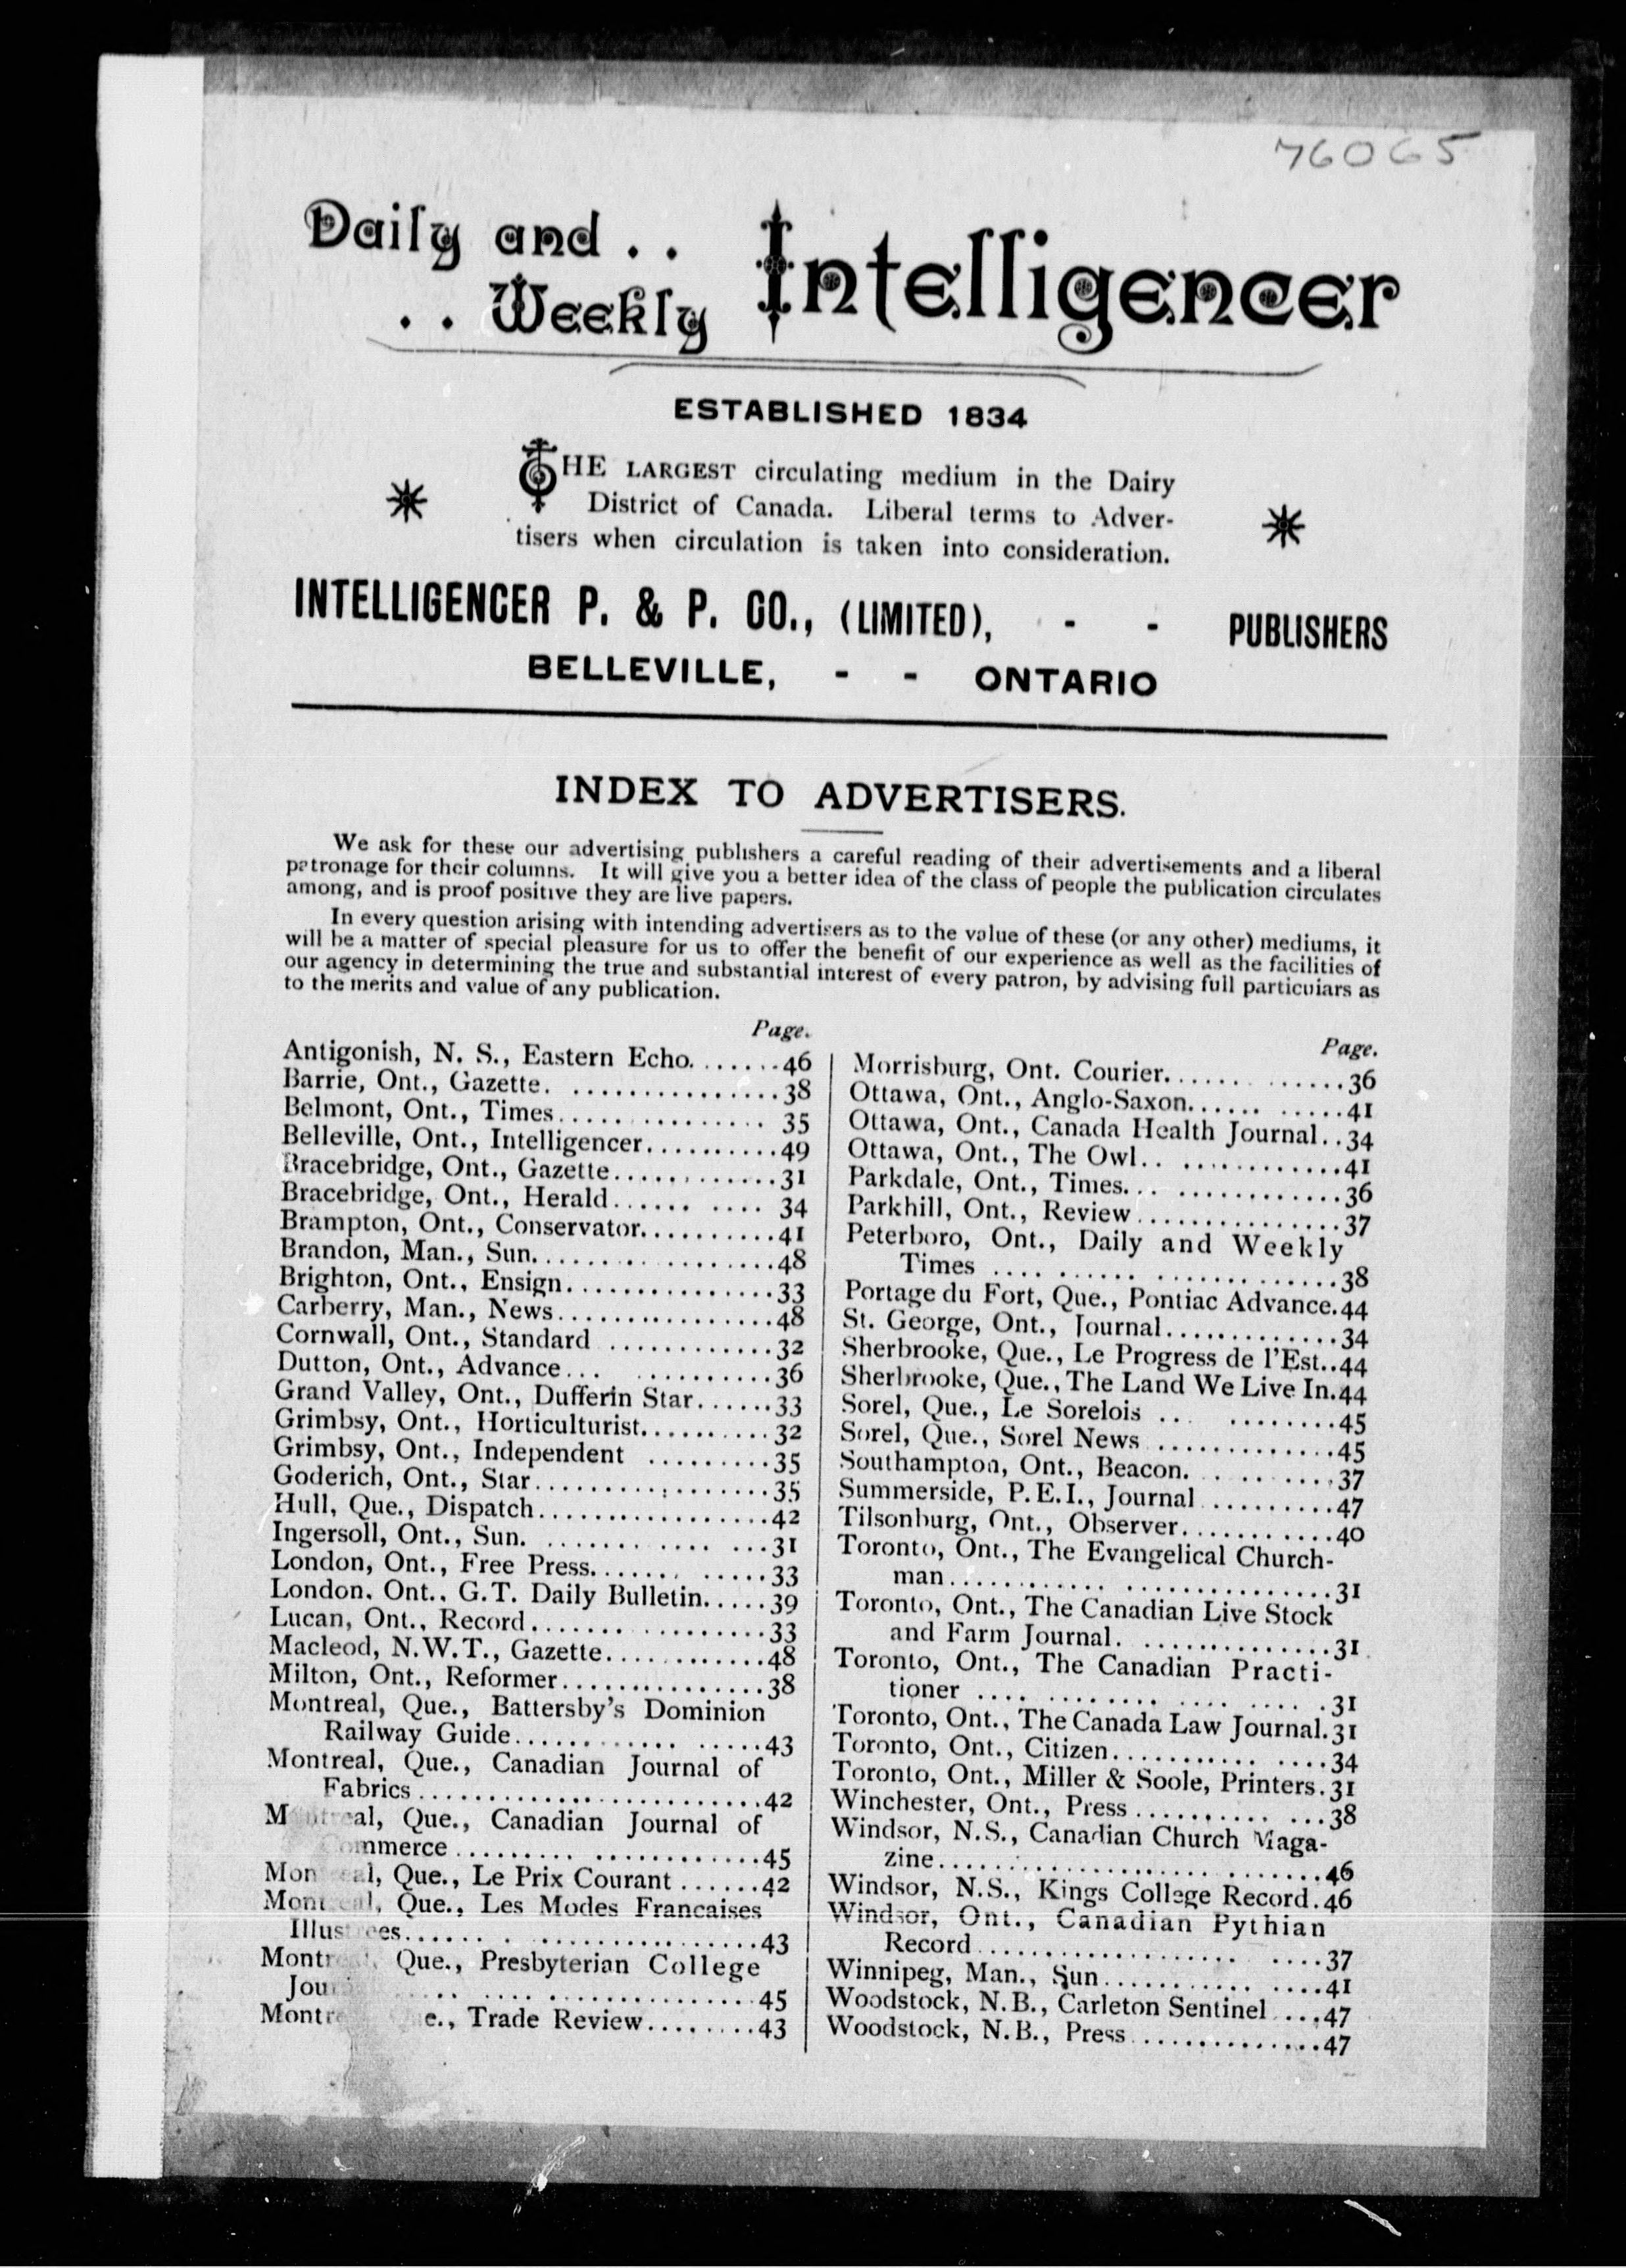 76065
Daily and . .
. . Weekly
Intelligencer
ESTABLISHED 1834
THE LARGEST circulating medium in the Dairy
District of Canada. Liberal terms to Adver-
tisers when circulation is taken into consideration.
INTELLIGENCER P. & P. CO., (LIMITED), - - PUBLISHERS
BELLEVILLE, - - ONTARIO
INDEX TO ADVERTISERS.
We ask for these our advertising publishers a careful reading of their advertisements and a liberal
patronage for their columns. It will give you a better idea of the class of people the publication circulates
among, and is proof positive they are live papers.
In every question arising with intending advertisers as to the value of these (or any other) mediums, it
will be a matter of special pleasure for us to offer the benefit of our experience as well as the facilities of
our agency in determining the true and substantial interest of every patron, by advising full particulars as
to the merits and value of any publication.
Page.
Antigonish, N. S., Eastern Echo.......46
Barrie, Ont., Gazette. ...............38
Belmont, Ont., Times................ 35
Belleville, Ont., Intelligencer..........49
Bracebridge, Ont., Gazette............31
Bracebridge, Ont., Herald...... .... 34
Brampton, Ont., Conservator..........41
Brandon, Man., Sun..................48
Brighton, Ont., Ensign...............33
Carberry, Man., News................48
Cornwall, Ont., Standard ............32
Dutton, Ont., Advance... ..........36
Grand Valley, Ont., Dufferin Star......33
Grimbsy, Ont., Horticulturist..........32
Grimbsy, Ont., Independent .........35
Goderich, Ont., Star..................35
Hull, Que., Dispatch.................42
Ingersoll, Ont., Sun. ............ ...31
London, Ont., Free Press....... .....33
London. Ont., G.T. Daily Bulletin.....39
Lucan, Ont., Record..................33
Macleod, N.W.T., Gazette............48
Milton, Ont., Reformer...............38
Montreal, Que., Battersby's Dominion
Railway Guide............ .....43
Montreal, Que., Canadian Journal of
Fabrics..........................42
Montreal, Que., Canadian Journal of
Commerce......... ............45
Montreal, Que., Le Prix Courant ......42
Montreal, Que., Les Modes Francaises
Illustrees...... . .................43
Montreal, Que., Presbyterian College
Jour ..... .... ................45
Montreal, Que., Trade Review........43
Page.
Morrisburg, Ont. Courier....... ......36
Ottawa, Ont., Anglo-Saxon...... .....41
Ottawa, Ont., Canada Health Journal..34
Ottawa, Ont., The Owl.. ............41
Parkdale, Ont., Times... ............36
Parkhill, Ont., Review...............37
Peterboro, Ont., Daily and Weekly
Times .... ...... .............38
Portage du Fort, Que., Pontiac Advance.44
St. George, Ont., Journal.............34
Sherbrooke, Que., Le Progress de l'Est..44
Sherbrooke, Que., The Land We Live In.44
Sorel, Que., Le Sorelois ... ........45
Sorel, Que., Sorel News .............45
Southampton, Ont., Beacon. . ........37
Summerside, P.E.I., Journal..........47
Tilsonburg, Ont., Observer............40
Toronto, Ont., The Evangelical Church-
man............ ...............31
Toronto, Ont., The Canadian Live Stock
and Farm Journal. ..............31
Toronto, Ont., The Canadian Practi-
tioner .... ........ .... ......31
Toronto, Ont., The Canada Law Journal.31
Toronto, Ont., Citizen........... ....34
Toronto, Ont., Miller & Soole, Printers.31
Winchester, Ont., Press.......... ...38
Windsor, N.S., Canadian Church Maga-
zine..................... .......46
Windsor, N.S., Kings College Record.46
Windsor, Ont., Canadian Pythian
Record.................... ....37
Winnipeg, Man., Sun............ ....41
Woodstock, N.B., Carleton Sentinel ....47
Woodstock, N.B., Press..............47